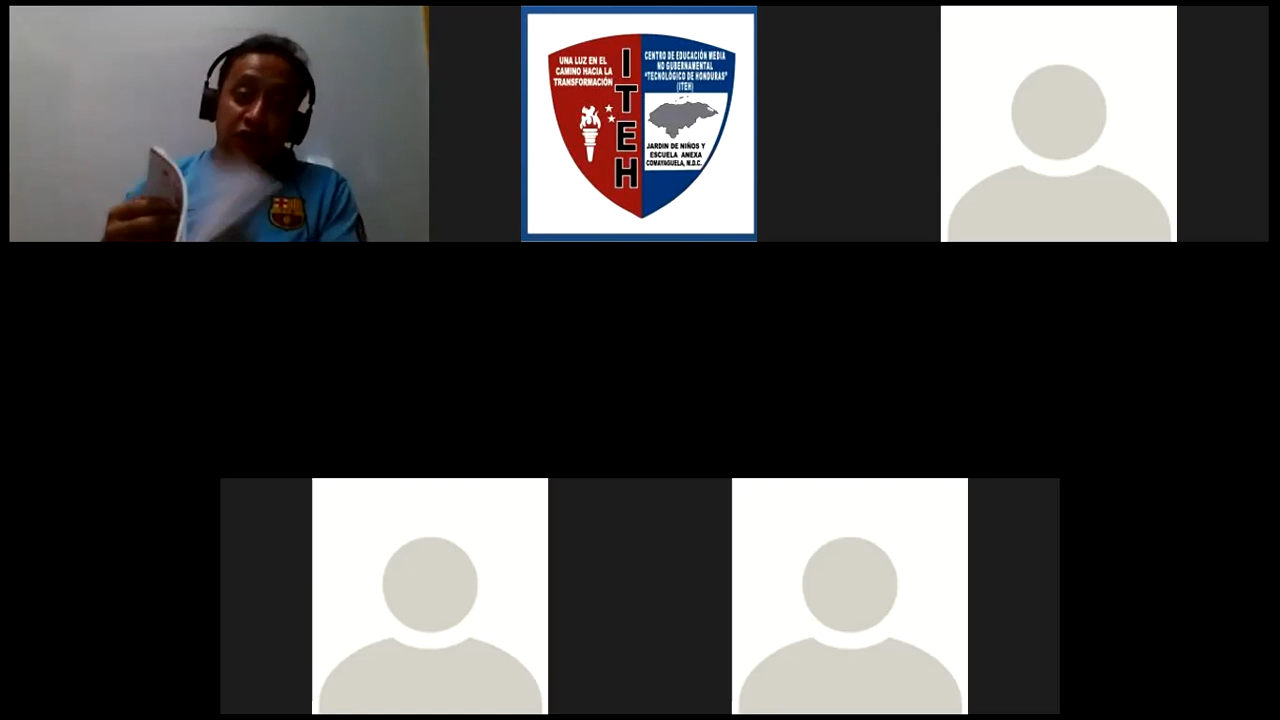 UNA LUZ EN EL
CAMINO HACIA LA
TRANSFORMACIÓN
ITEH
CENTRO DE EDUCACIÓN MEDIA
NO GUBERNAMENTAL
"TECNOLÓGICO DE HONDURAS"
(ITEH)
JARDIN DE NIÑOS Y
ESCUELA ANEXA
COMAYAGUELA, M.D.C.